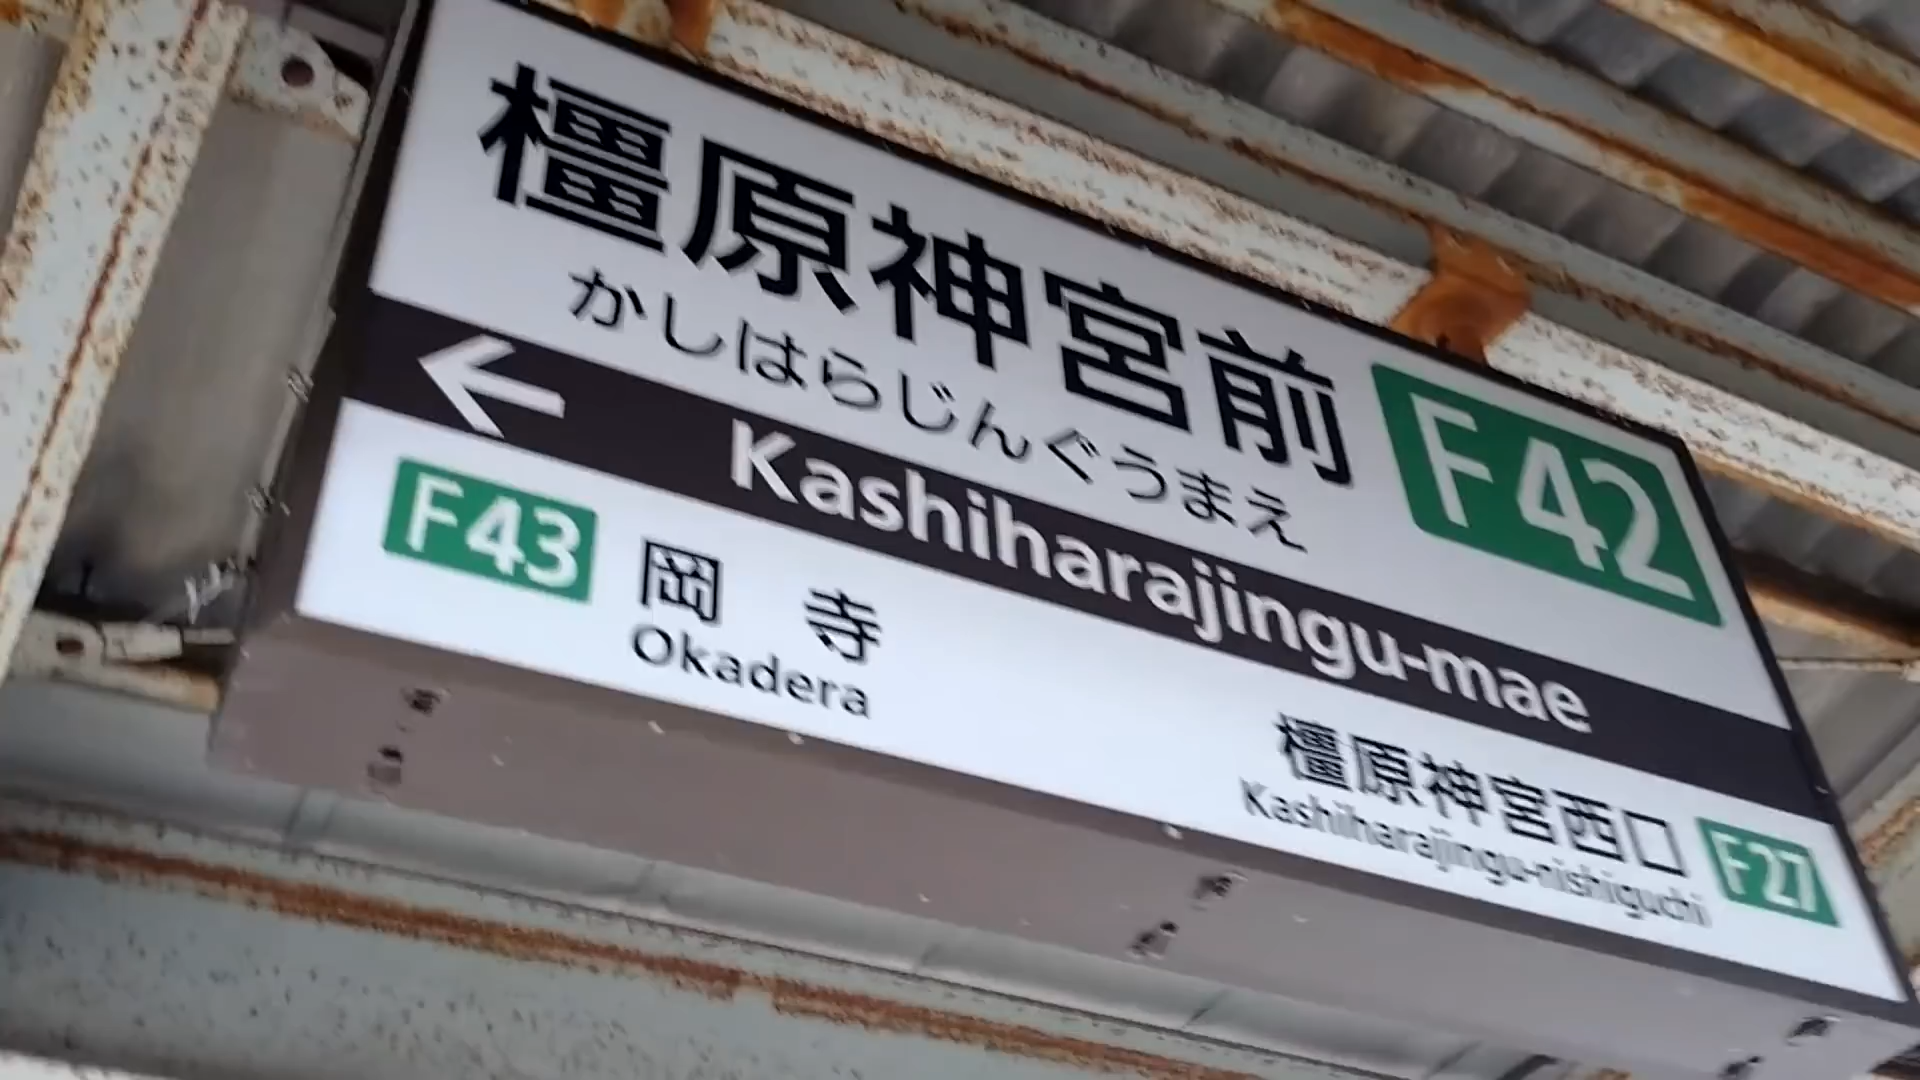 橿原神宮前 F42
かしはらじんぐうまえ
← Kashiharajingu-mae
F43 岡寺
Okadera
橿原神宮西口 F27
Kashiharajingu-nishiguchi